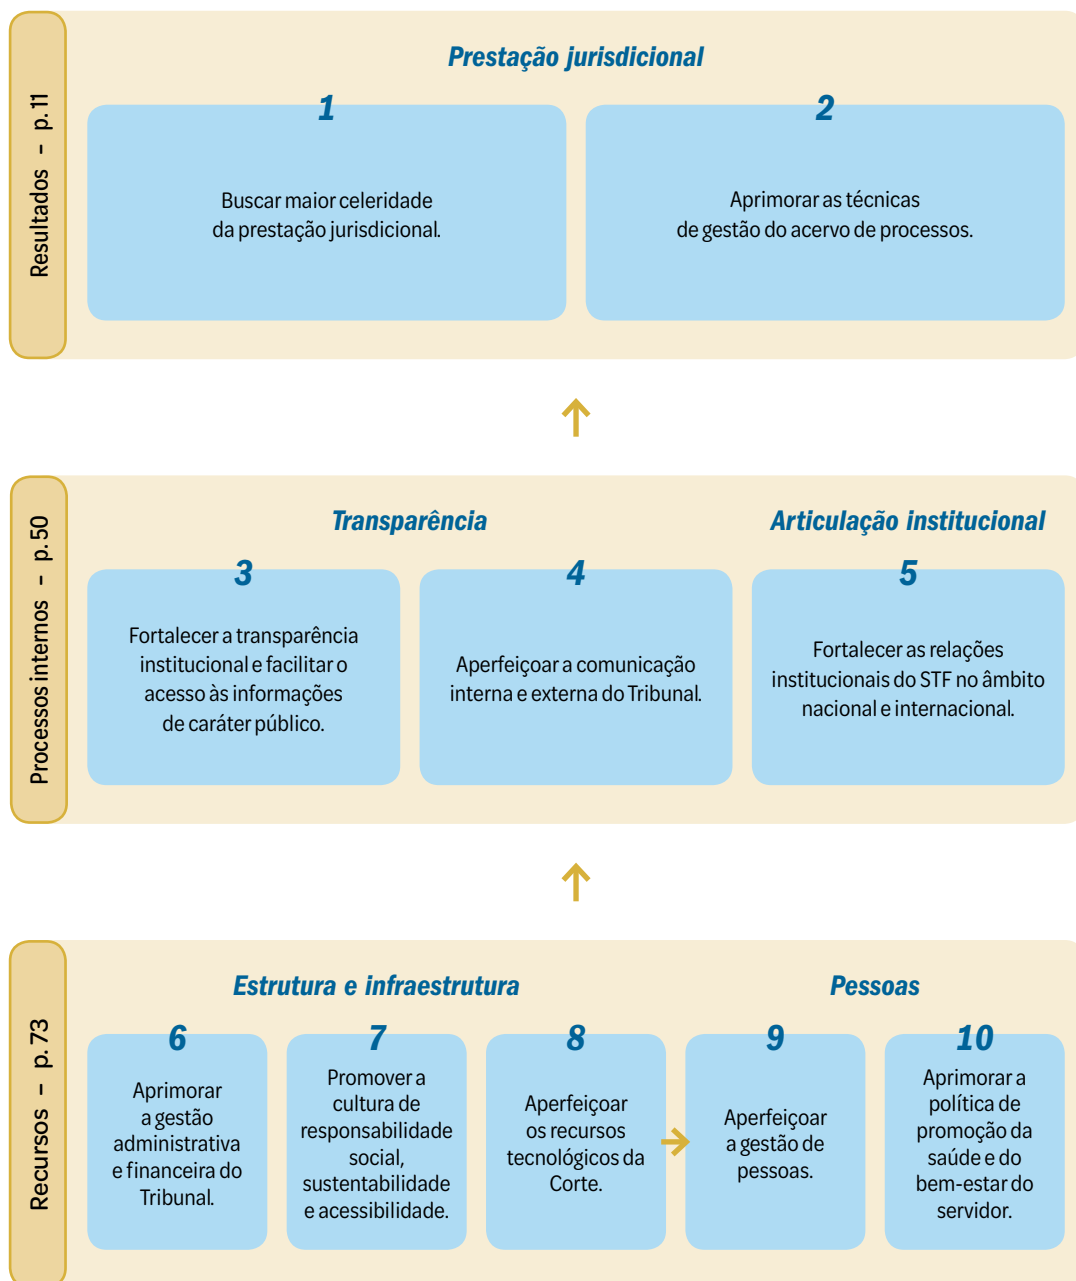 Resultados – p. 11
Prestação jurisdicional
1
Buscar maior celeridade
da prestação jurisdicional.
2
Aprimorar as técnicas
de gestão do acervo de processos.
Processos internos – p. 50
Transparência
3
Fortalecer a transparência
institucional e facilitar o
acesso às informações
de caráter público.
4
Aperfeiçoar a comunicação
interna e externa do Tribunal.
Articulação institucional
5
Fortalecer as relações
institucionais do STF no âmbito
nacional e internacional.
Recursos – p. 73
Estrutura e infraestrutura
6
Aprimorar
a gestão
administrativa
e financeira do
Tribunal.
7
Promover a
cultura de
responsabilidade
social,
sustentabilidade
e acessibilidade.
8
Aperfeiçoar
os recursos
tecnológicos da
Corte.
Pessoas
9
Aperfeiçoar
a gestão de
pessoas.
10
Aprimorar a
política de
promoção da
saúde e do
bem-estar do
servidor.